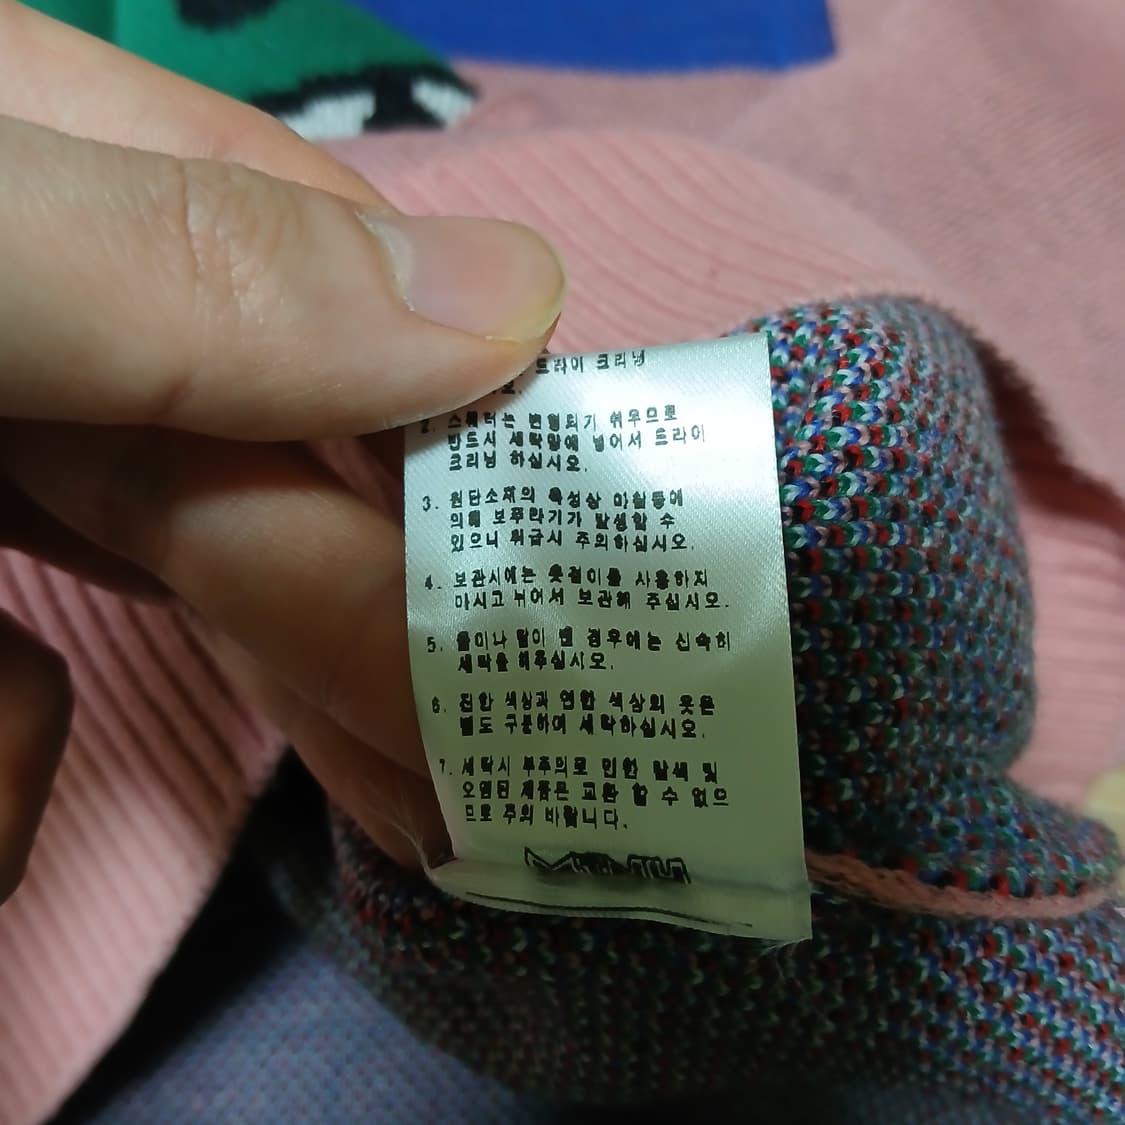 드라이 크리닝
요.
2. 스웨터는 변형되기 쉬우므로
반드시 세탁망에 넣어서 드라이
크리닝 하십시오.
3. 원단소재의 특성상 마찰등에
의해 보푸라기가 발생할 수
있으니 취급시 주의하십시오.
4. 보관시에는 옷걸이를 사용하지
마시고 뉘어서 보관해 주십시오.
5. 물이나 땀이 밴 경우에는 신속히
세탁을 해주십시오.
6. 진한 색상과 연한 색상의 옷은
별도 구분하여 세탁하십시오.
7. 세탁시 부주의로 인한 탈색 및
오염된 제품은 교환 할 수 없으
므로 주의 바랍니다.